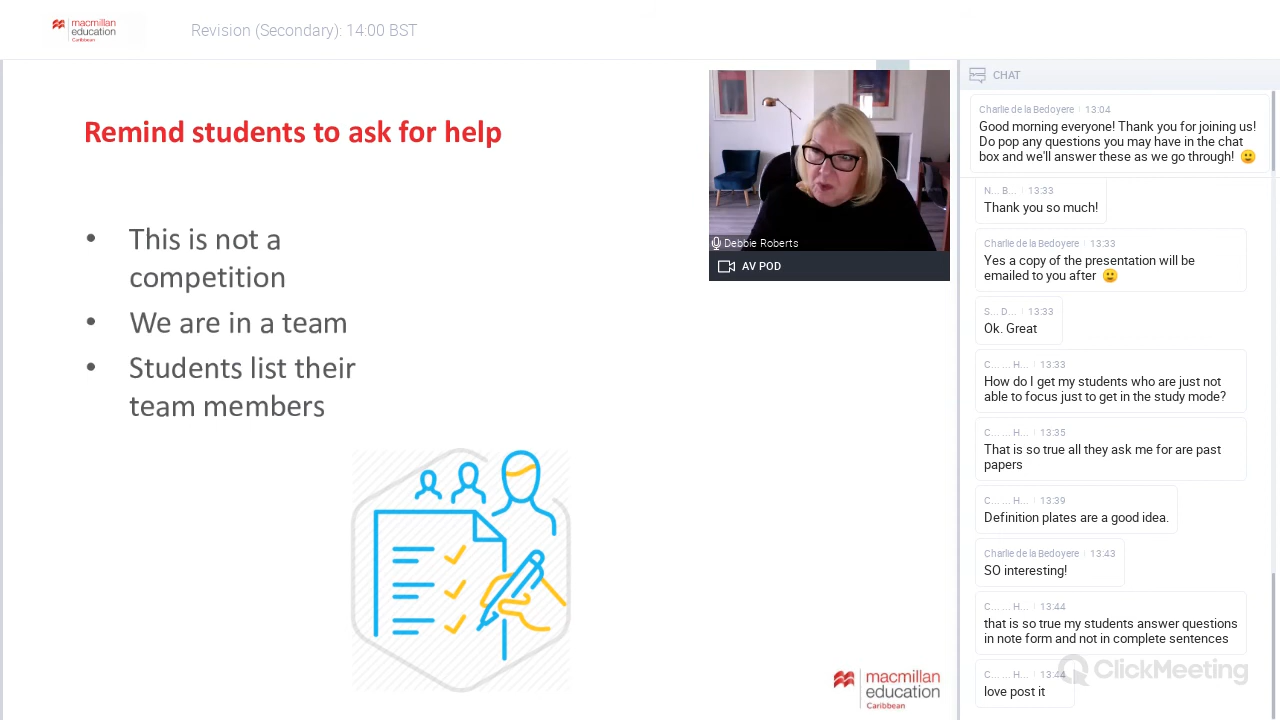 macmillan
education
Caribbean
Revision (Secondary): 14:00 BST
Remind students to ask for help
• This is not a
competition
• We are in a team
• Students list their
team members
Debbie Roberts
AV POD
macmillan
education
Caribbean
CHAT
Charlie de la Bedoyere 13:04
Good morning everyone! Thank you for joining us!
Do pop any questions you may have in the chat
box and we'll answer these as we go through! 🙂
N... B... 13:33
Thank you so much!
Charlie de la Bedoyere 13:33
Yes a copy of the presentation will be
emailed to you after 🙂
S... D... 13:33
Ok. Great
C... ... H... 13:33
How do I get my students who are just not
able to focus just to get in the study mode?
C... ... H... 13:35
That is so true all they ask me for are past
papers
C... ... H... 13:39
Definition plates are a good idea.
Charlie de la Bedoyere 13:43
SO interesting!
C... ... H... 13:44
that is so true my students answer questions
in note form and not in complete sentences
C... ... H... 13:44
love post it
ClickMeeting